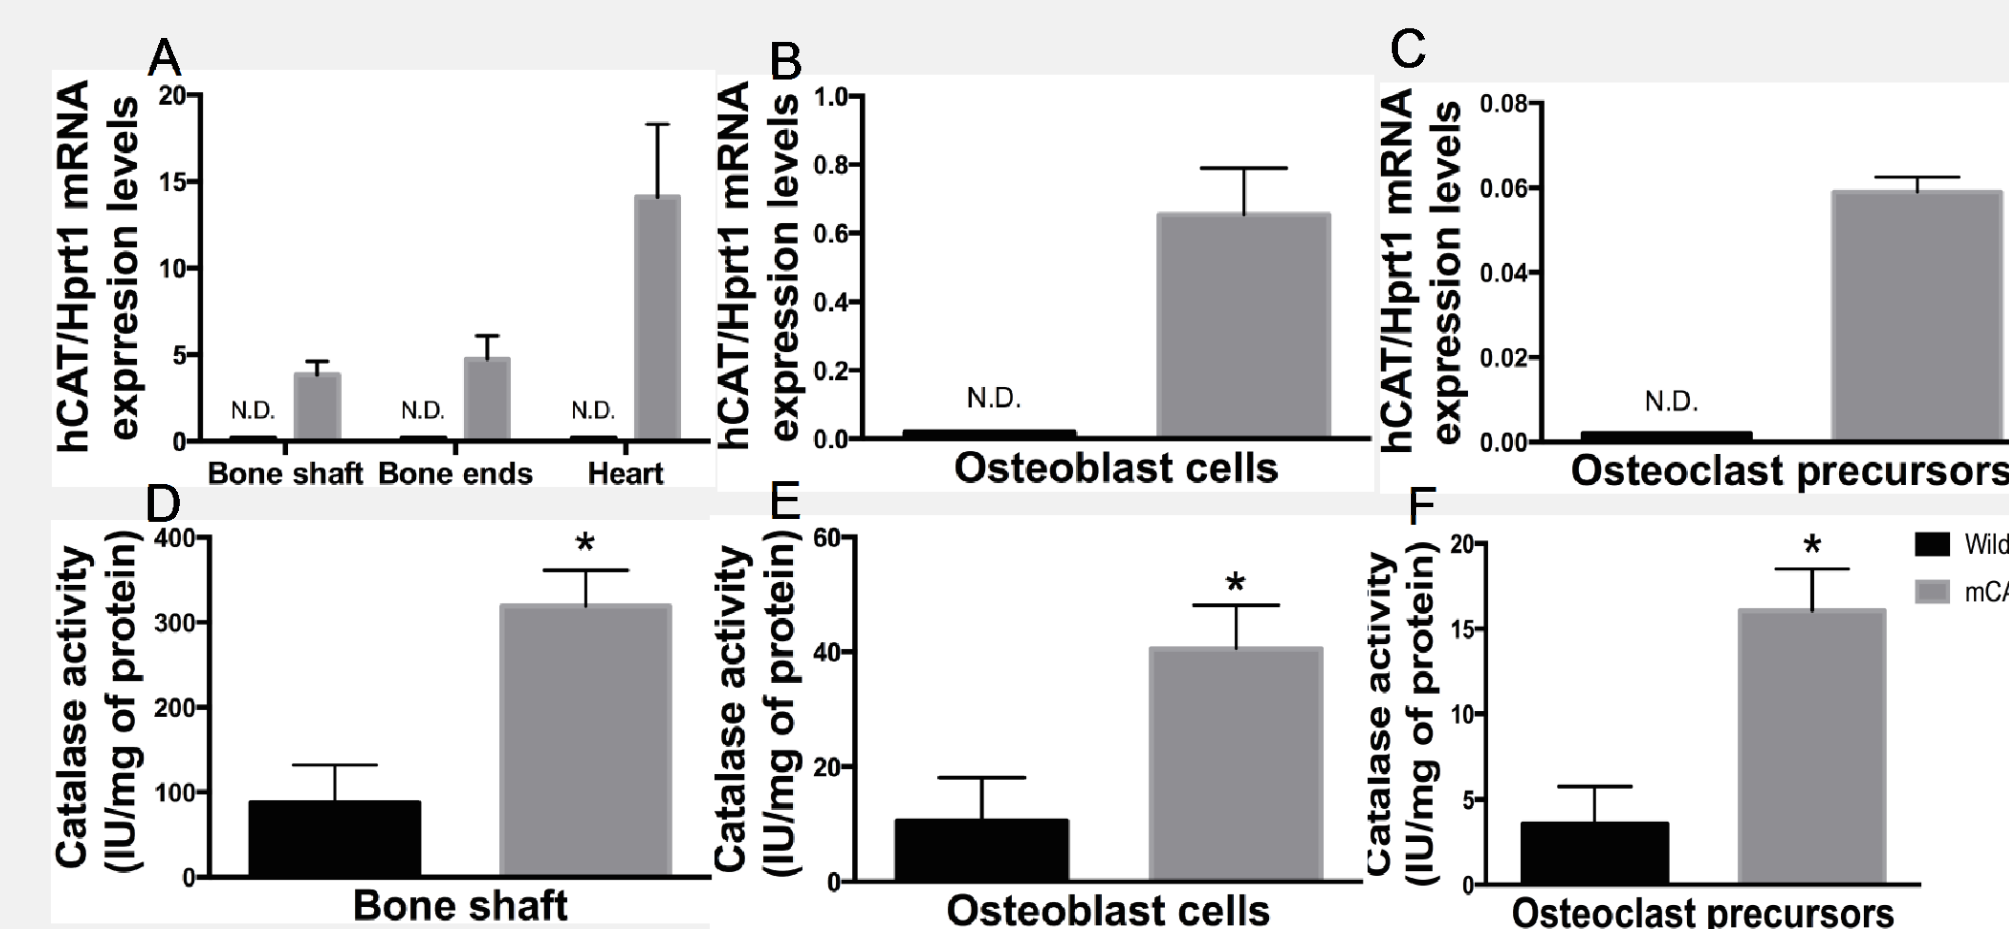 A
hCAT/Hprt1 mRNA
exprresion levels
20
15
10
5
0
N.D.
N.D.
N.D.
Bone shaft
Bone ends
Heart
B
hCAT/Hprt1 mRNA
expression levels
1.0
0.8
0.6
0.4
0.2
0.0
N.D.
Osteoblast cells
C
hCAT/Hprt1 mRNA
expression levels
0.08
0.06
0.04
0.02
0.00
N.D.
Osteoclast precursors
D
Catalase activity
(IU/mg of protein)
400
300
200
100
0
*
Bone shaft
E
Catalase activity
(IU/mg of protein)
60
40
20
0
*
Osteoblast cells
F
Catalase activity
(IU/mg of protein)
20
15
10
5
0
*
Osteoclast precursors
Wild
mCA